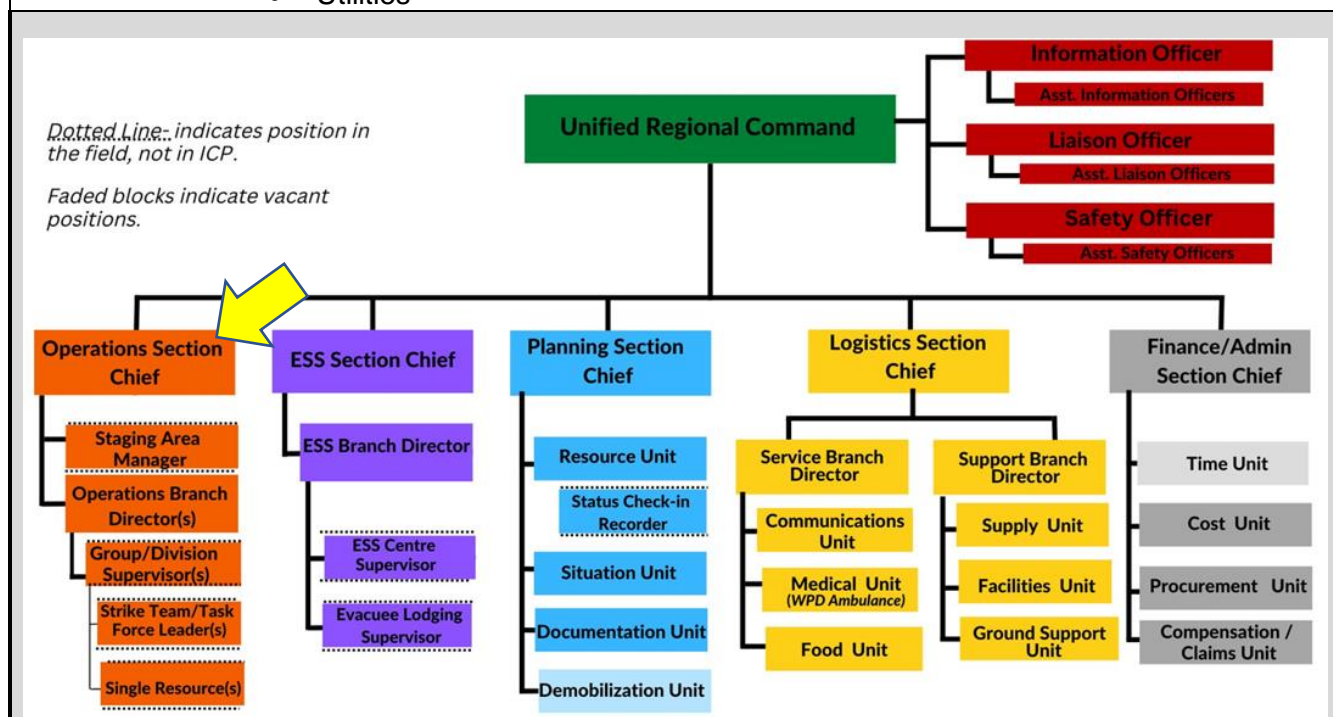 Utilities
Dotted Line- indicates position in
the field, not in ICP.
Faded blocks indicate vacant
positions.
Unified Regional Command
Information Officer
Asst. Information Officers
Liaison Officer
Asst. Liaison Officers
Safety Officer
Asst. Safety Officers
Operations Section
Chief
Staging Area
Manager
Operations Branch
Director(s)
Group/Division
Supervisor(s)
Strike Team/Task
Force Leader(s)
Single Resource(s)
ESS Section Chief
ESS Branch Director
ESS Centre
Supervisor
Evacuee Lodging
Supervisor
Planning Section
Chief
Resource Unit
Status Check-in
Recorder
Situation Unit
Documentation Unit
Demobilization Unit
Logistics Section
Chief
Service Branch
Director
Communications
Unit
Medical Unit
(WPD Ambulance)
Food Unit
Support Branch
Director
Supply Unit
Facilities Unit
Ground Support
Unit
Finance/Admin
Section Chief
Time Unit
Cost Unit
Procurement Unit
Compensation /
Claims Unit